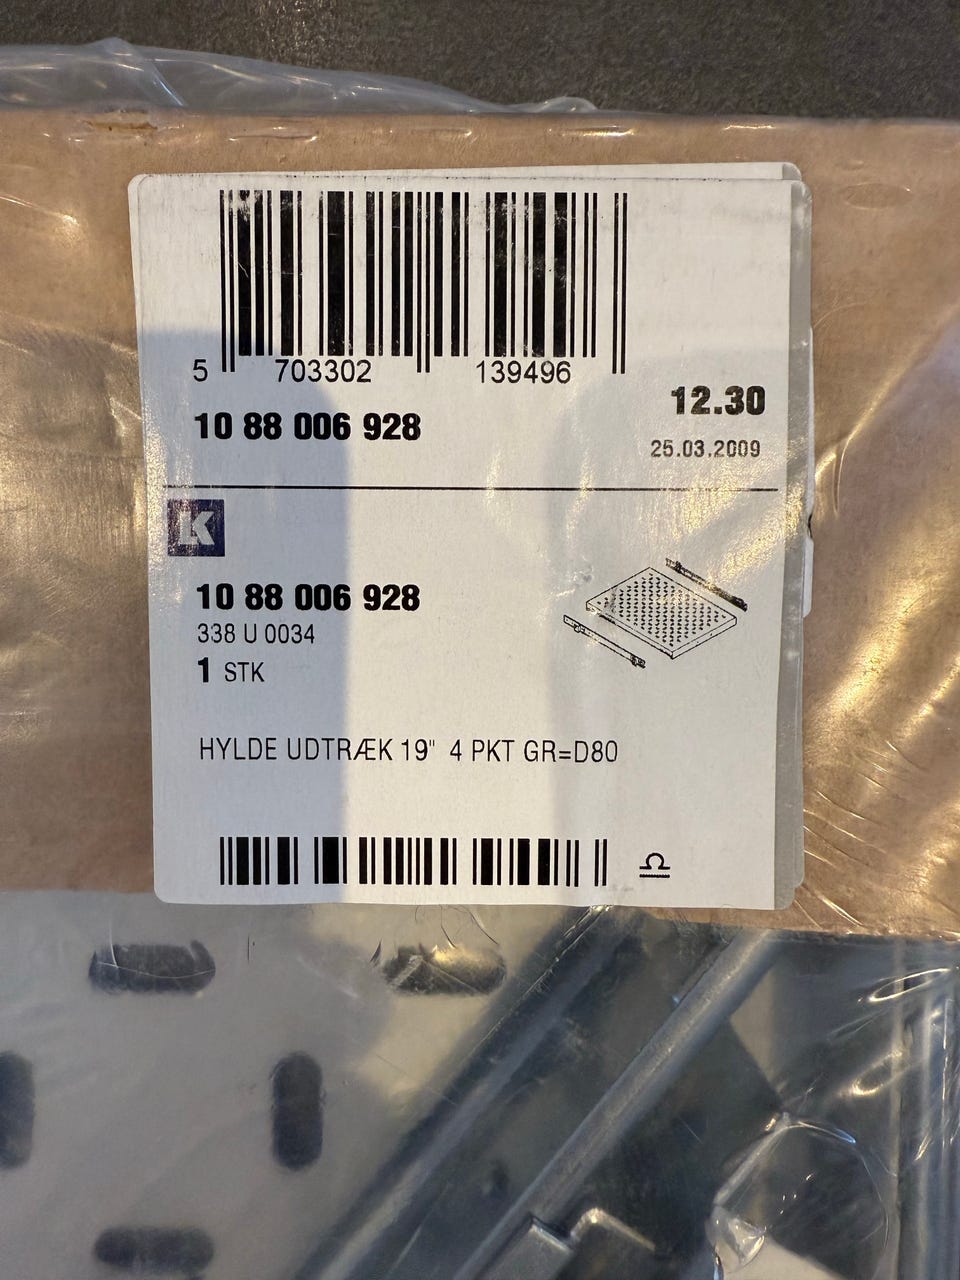 5 703302 139496
12.30
10 88 006 928
25.03.2009
LK
10 88 006 928
338 U 0034
1 STK
HYLDE UDTRÆK 19" 4 PKT GR=D80